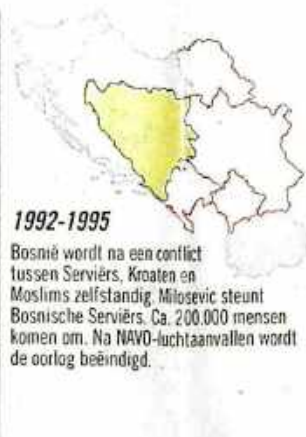 1992-1995
Bosnië wordt na een conflict
tussen Serviërs, Kroaten en
Moslims zelfstandig. Milosevic steunt
Bosnische Serviërs. Ca. 200.000 mensen
komen om. Na NAVO-luchtaanvallen wordt
de oorlog beëindigd.